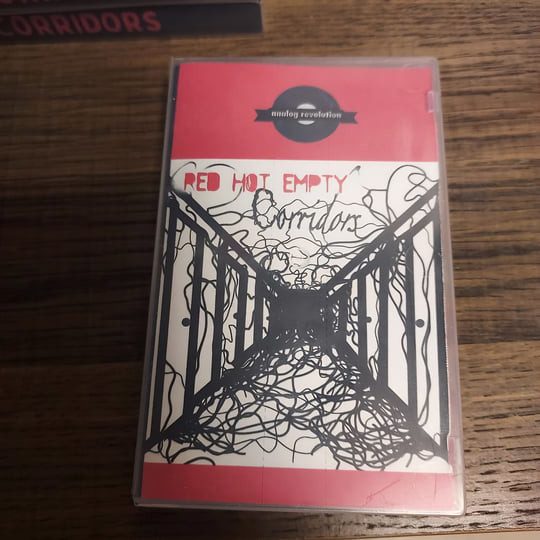 CORRIDORS
analog revolution
RED HOT EMPTY
Corridors